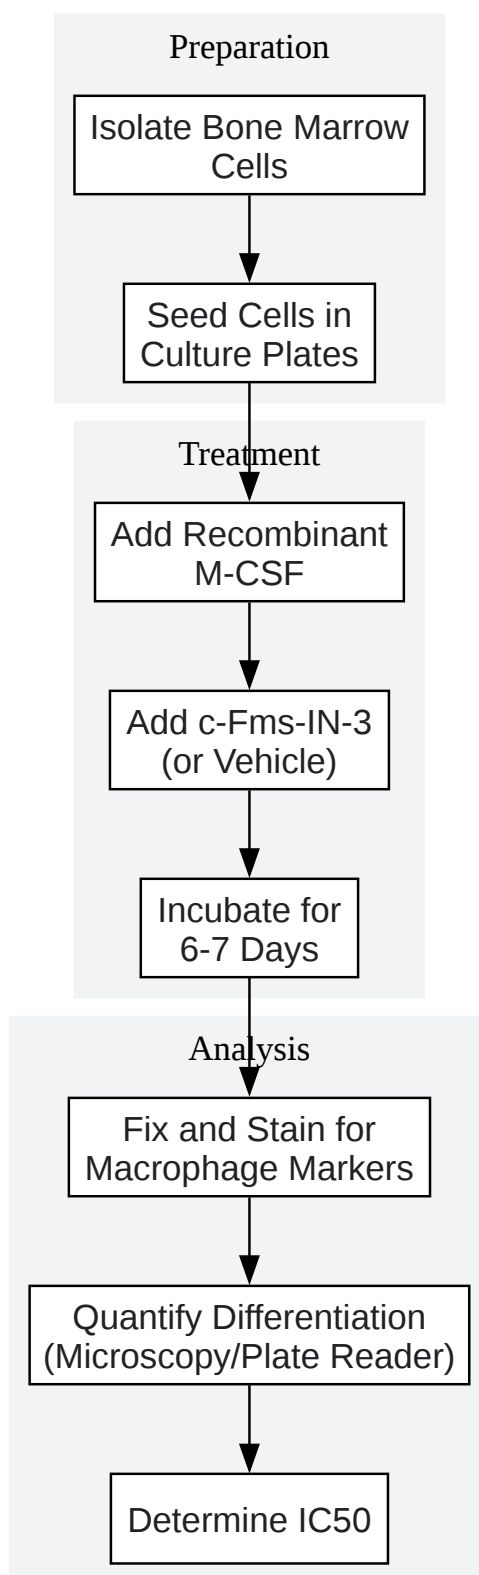 Preparation
Isolate Bone Marrow
Cells
Seed Cells in
Culture Plates
Treatment
Add Recombinant
M-CSF
Add c-Fms-IN-3
(or Vehicle)
Incubate for
6-7 Days
Analysis
Fix and Stain for
Macrophage Markers
Quantify Differentiation
(Microscopy/Plate Reader)
Determine IC50